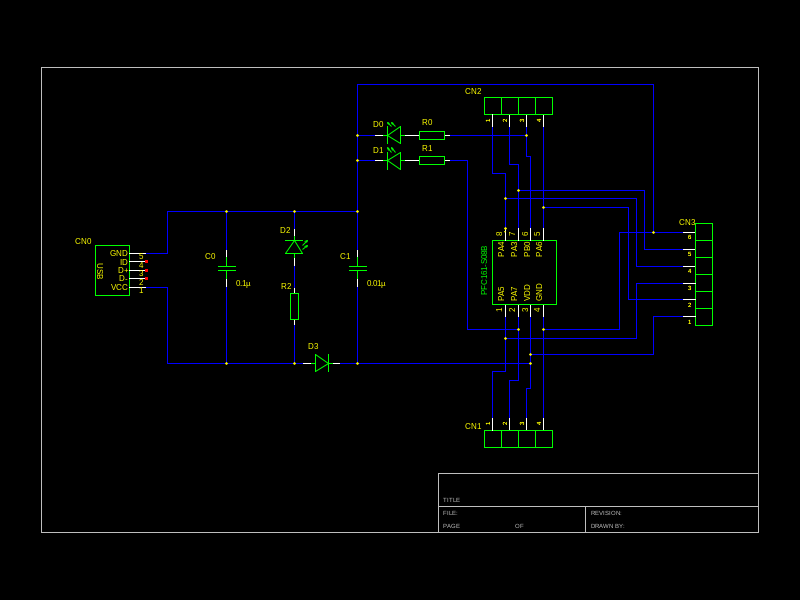 CN2
D0
R0
1 2 3 4
D1
R1
CN3
6
5
4
3
2
1
CN0
USB
GND 5
ID 4
D+ 3
D- 2
VCC 1
D2
C0
0.1µ
R2
C1
0.01µ
D3
8 7 6 5
PA4 PA3 PB0 PA6
PFC161-S08B
PA5 PA7 VDD GND
1 2 3 4
CN1
1 2 3 4
TITLE
FILE:
REVISION:
PAGE OF
DRAWN BY: